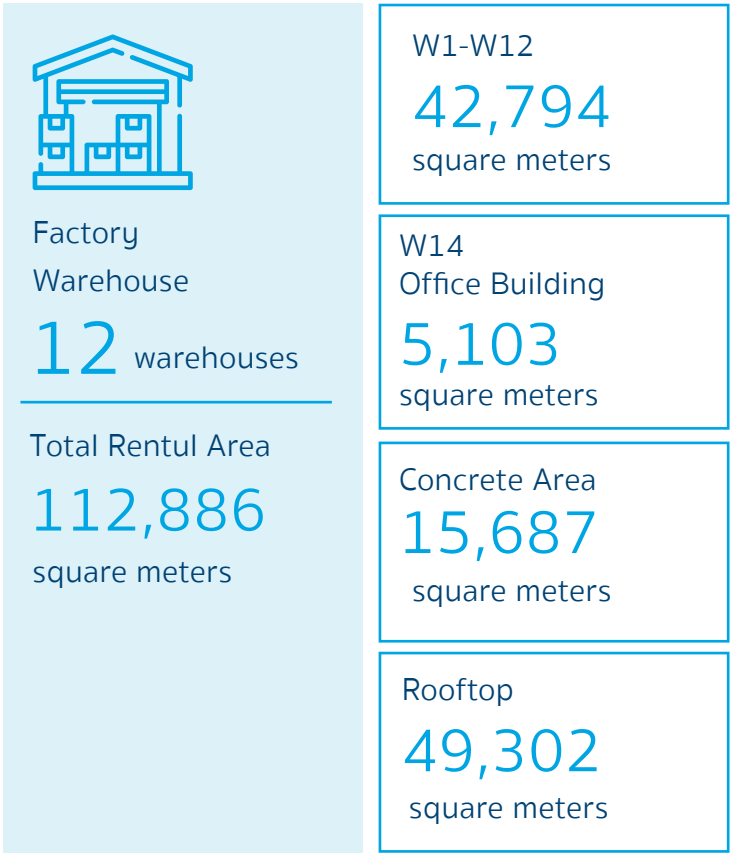 Factory
Warehouse
12 warehouses
Total Rentul Area
112,886
square meters
W1-W12
42,794
square meters
W14
Office Building
5,103
square meters
Concrete Area
15,687
square meters
Rooftop
49,302
square meters